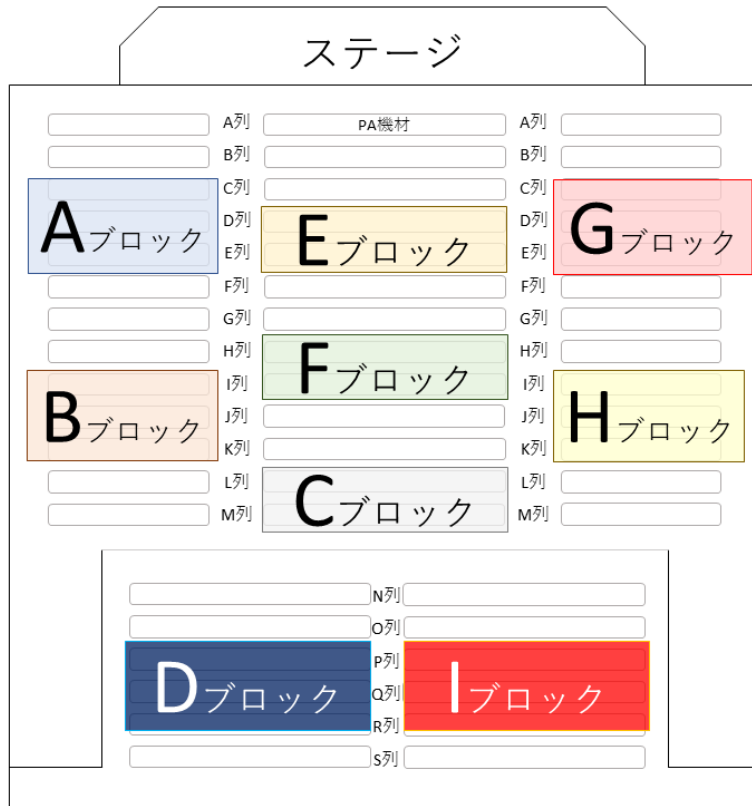 ステージ
A列 PA機材 A列
B列 B列
C列 C列
Aブロック D列 Eブロック D列 Gブロック
E列 E列
F列 F列
G列 G列
H列 H列
Fブロック
I列 I列
Bブロック J列 J列 Hブロック
K列 K列
L列 L列
Cブロック
M列 M列
N列
O列
P列
Dブロック Q列 Iブロック
R列
S列